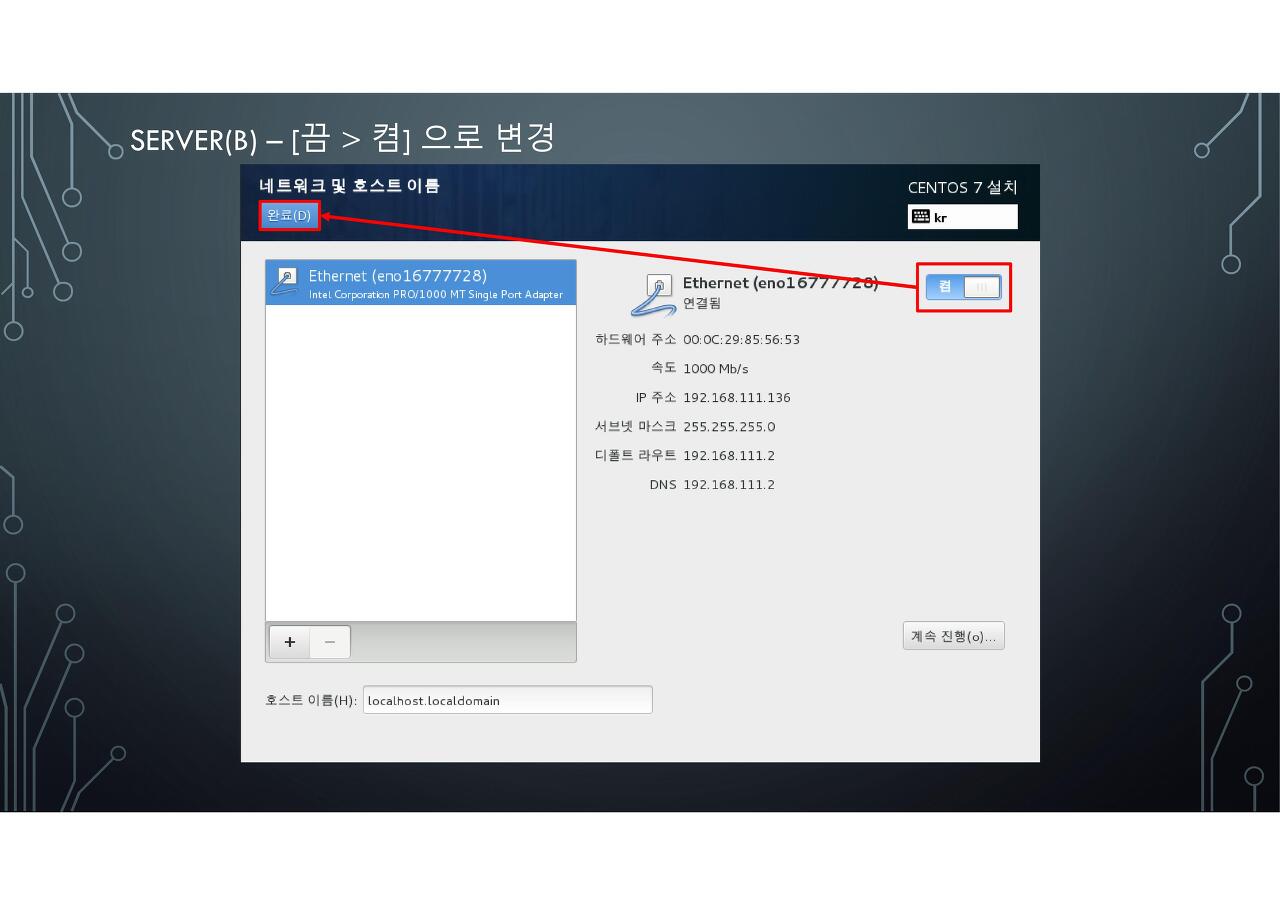 SERVER(B) – [끔 > 켬] 으로 변경
네트워크 및 호스트 이름
CENTOS 7 설치
완료(D)
kr
Ethernet (eno16777728)
Intel Corporation PRO/1000 MT Single Port Adapter
Ethernet (eno16777728)
연결됨
켬
하드웨어 주소 00:0C:29:85:56:53
속도 1000 Mb/s
IP 주소 192.168.111.136
서브넷 마스크 255.255.255.0
디폴트 라우트 192.168.111.2
DNS 192.168.111.2
+ −
계속 진행(o)...
호스트 이름(H): localhost.localdomain